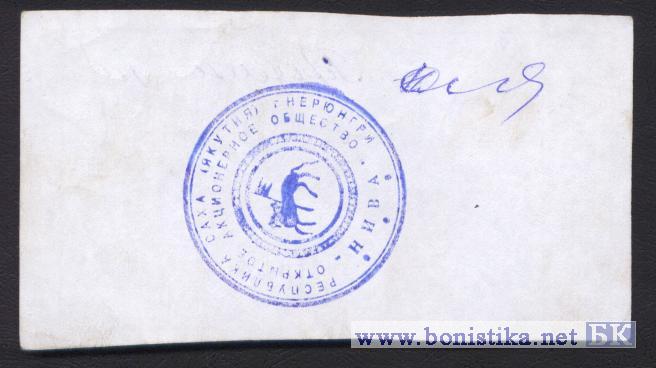 РЕСПУБЛИКА САХА (ЯКУТИЯ) Г НЕРЮНГРИ
ОТКРЫТОЕ АКЦИОНЕРНОЕ ОБЩЕСТВО
НИВА
www.bonistika.net БК